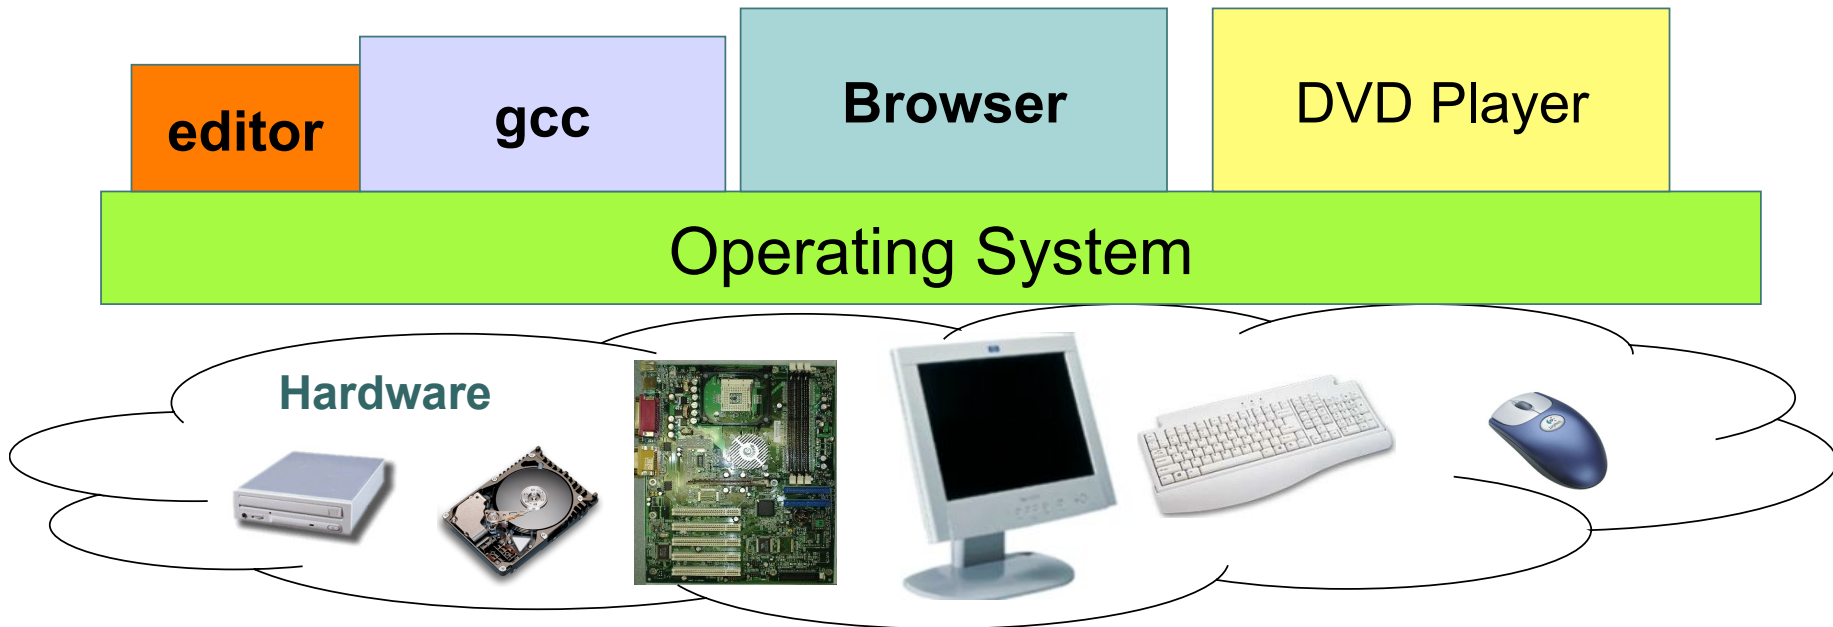 editor
gcc
Browser
DVD Player
Operating System
Hardware